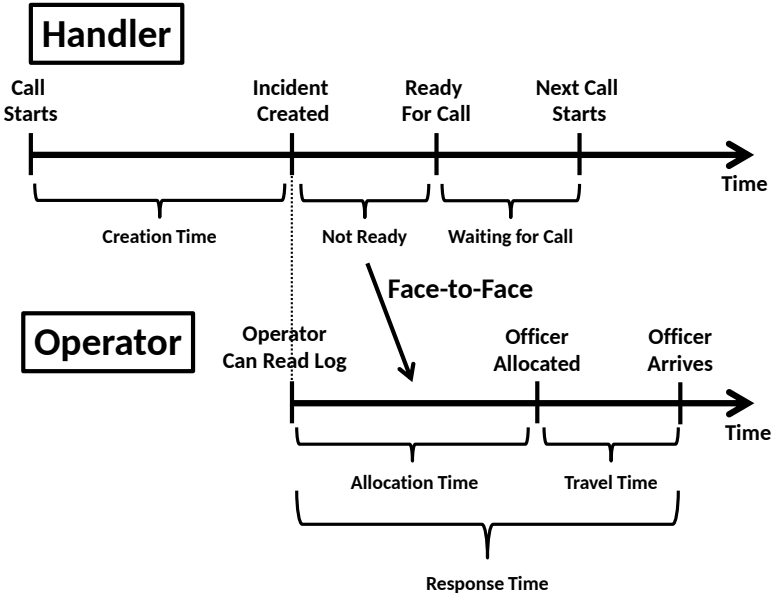 Handler
Call
Starts
Incident
Created
Ready
For Call
Next Call
Starts
Time
Creation Time
Not Ready
Waiting for Call
Face-to-Face
Operator
Operator
Can Read Log
Officer
Allocated
Officer
Arrives
Time
Allocation Time
Travel Time
Response Time